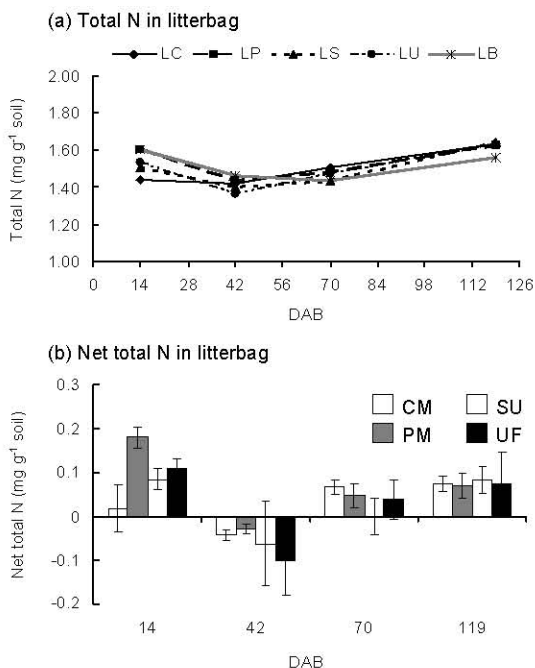 (a) Total N in litterbag
LC LP LS LU LB
Total N (mg g⁻¹ soil)
2.00
1.80
1.60
1.40
1.20
1.00
0 14 28 42 56 70 84 98 112 126
DAB
(b) Net total N in litterbag
CM SU
PM UF
Net total N (mg g⁻¹ soil)
0.3
0.2
0.1
0
-0.1
-0.2
14 42 70 119
DAB